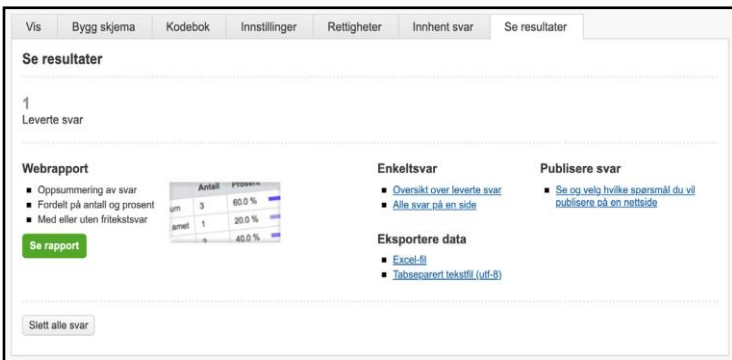 Vis Bygg skjema Kodebok Innstillinger Rettigheter Innhent svar Se resultater
Se resultater
1
Leverte svar
Webrapport
Oppsummering av svar
Fordelt på antall og prosent
Med eller uten fritekstsvar
Se rapport
Antall Prosent
um 3 60.0 %
amet 1 20.0 %
40.0 %
Enkeltsvar
Oversikt over leverte svar
Alle svar på en side
Eksportere data
Excel-fil
Tabseparert tekstfil (utf-8)
Publisere svar
Se og velg hvilke spørsmål du vil
publisere på en nettside
Slett alle svar